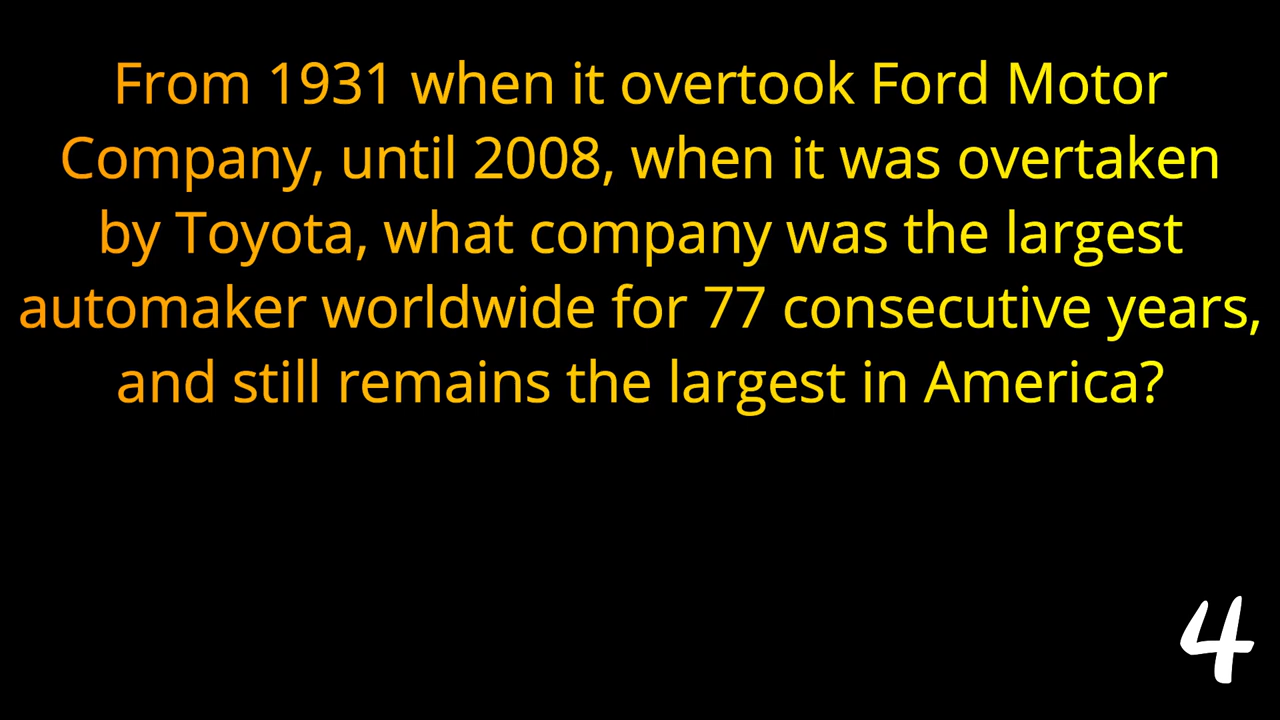 From 1931 when it overtook Ford Motor
Company, until 2008, when it was overtaken
by Toyota, what company was the largest
automaker worldwide for 77 consecutive years,
and still remains the largest in America?
4